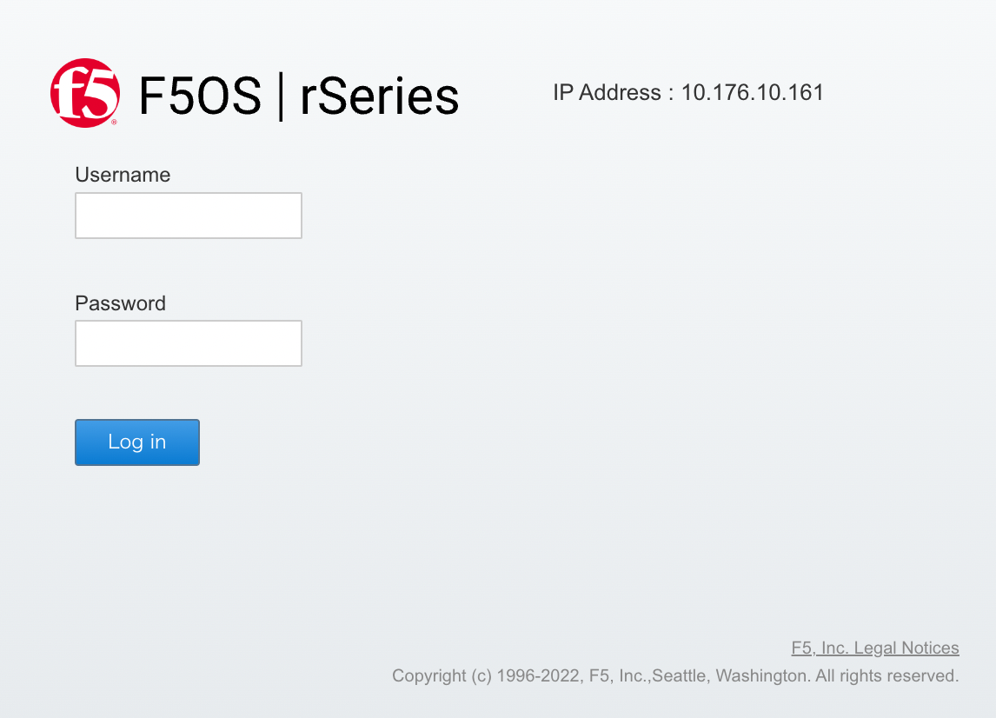 f5® F5OS | rSeries IP Address : 10.176.10.161
Username
Password
Log in
F5, Inc. Legal Notices
Copyright (c) 1996-2022, F5, Inc.,Seattle, Washington. All rights reserved.